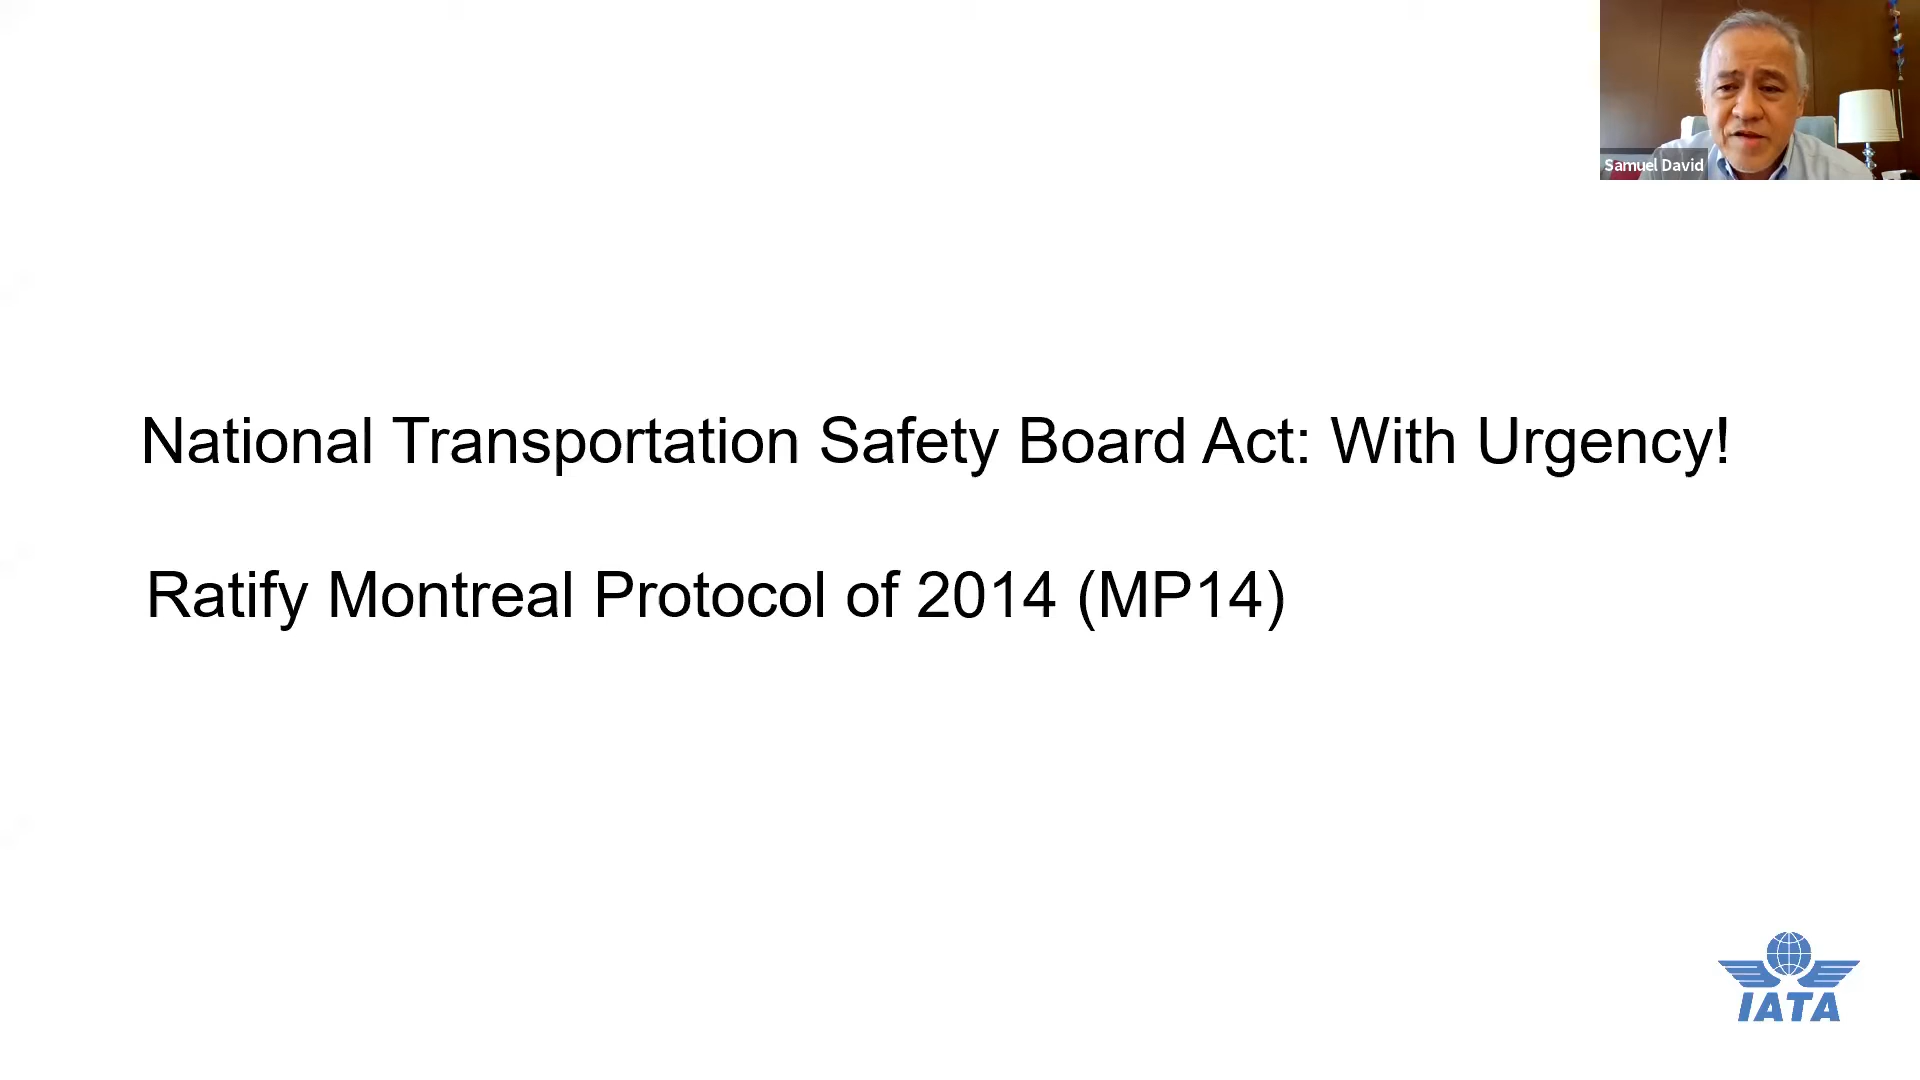 Samuel David
National Transportation Safety Board Act: With Urgency!
Ratify Montreal Protocol of 2014 (MP14)
IATA